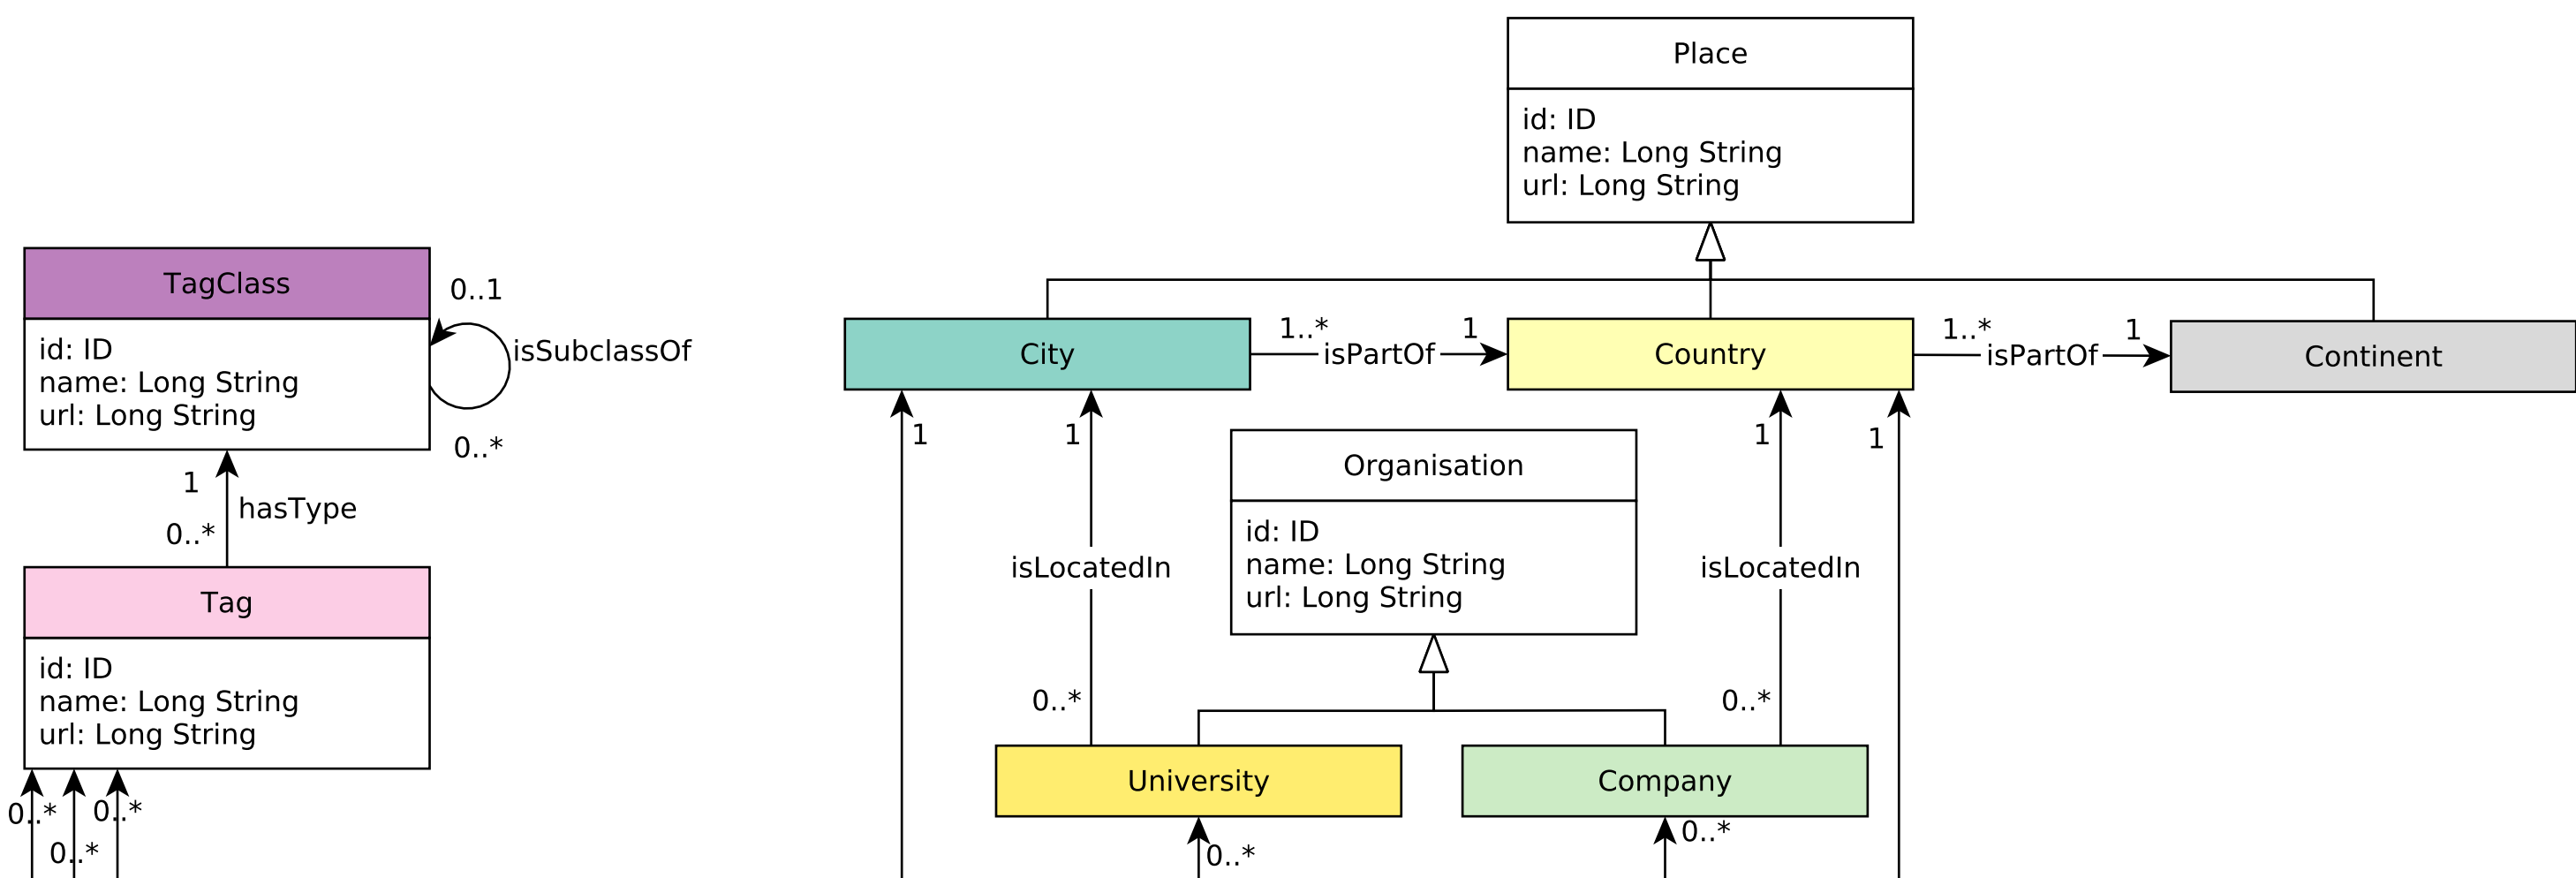 Place
id: ID
name: Long String
url: Long String
TagClass
id: ID
name: Long String
url: Long String
0..1
isSubclassOf
0..*
1
hasType
0..*
Tag
id: ID
name: Long String
url: Long String
0..*
0..*
0..*
City
1..*
isPartOf
1
Country
1..*
isPartOf
1
Continent
1
1
isLocatedIn
0..*
Organisation
id: ID
name: Long String
url: Long String
1
isLocatedIn
0..*
1
University
0..*
Company
0..*